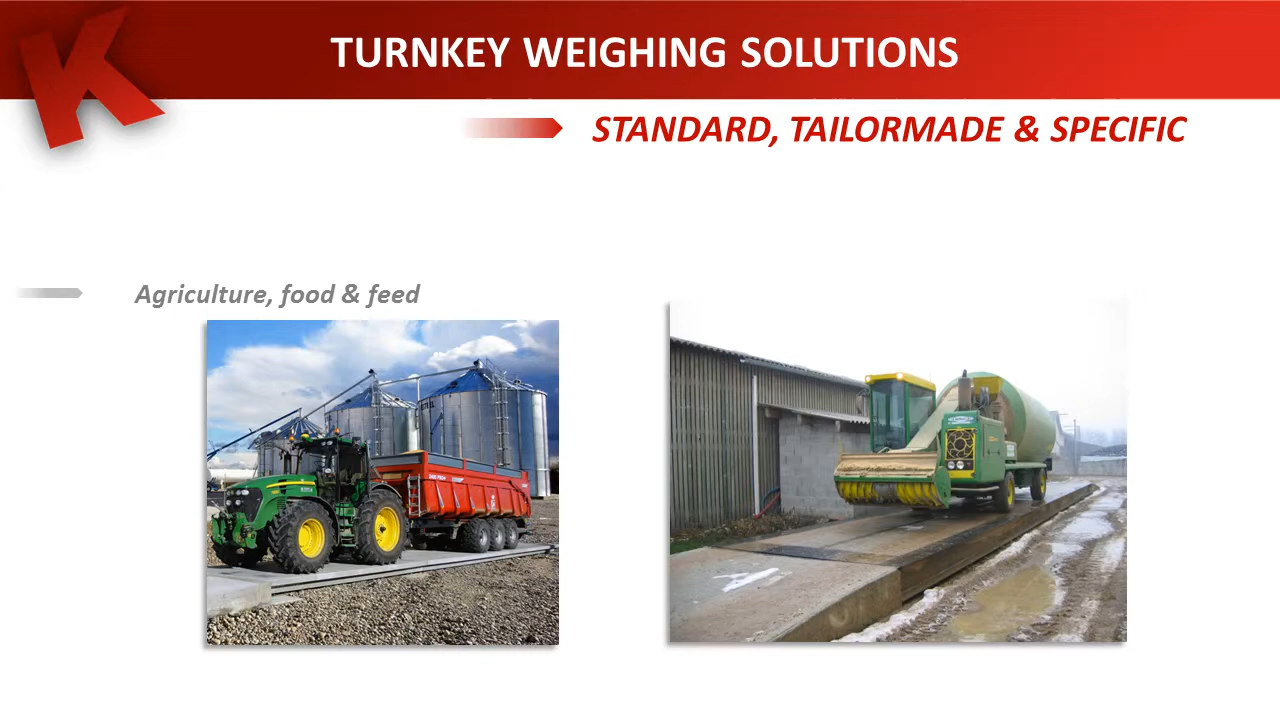 K
TURNKEY WEIGHING SOLUTIONS
STANDARD, TAILORMADE & SPECIFIC
Agriculture, food & feed